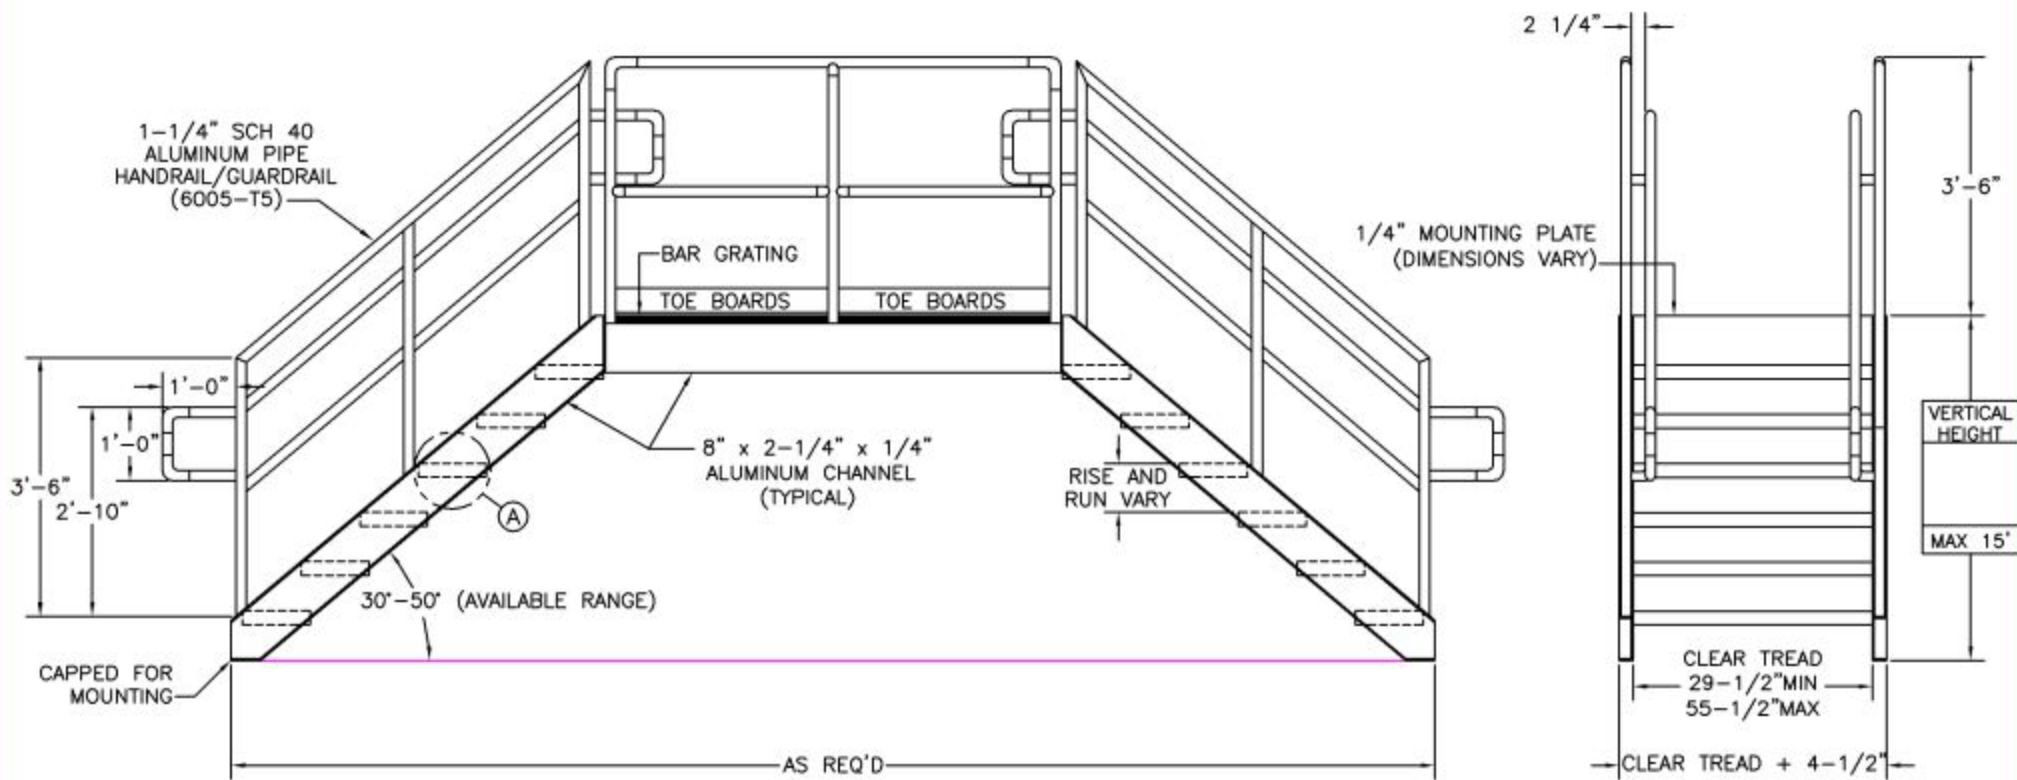 2 1/4"
1-1/4" SCH 40
ALUMINUM PIPE
HANDRAIL/GUARDRAIL
(6005-T5)
3'-6"
1/4" MOUNTING PLATE
(DIMENSIONS VARY)
BAR GRATING
TOE BOARDS
TOE BOARDS
1'-0"
1'-0"
3'-6"
2'-10"
8" x 2-1/4" x 1/4"
ALUMINUM CHANNEL
(TYPICAL)
A
RISE AND
RUN VARY
VERTICAL
HEIGHT
MAX 15'
30°-50° (AVAILABLE RANGE)
CAPPED FOR
MOUNTING
CLEAR TREAD
29-1/2"MIN
55-1/2"MAX
AS REQ'D
CLEAR TREAD + 4-1/2"